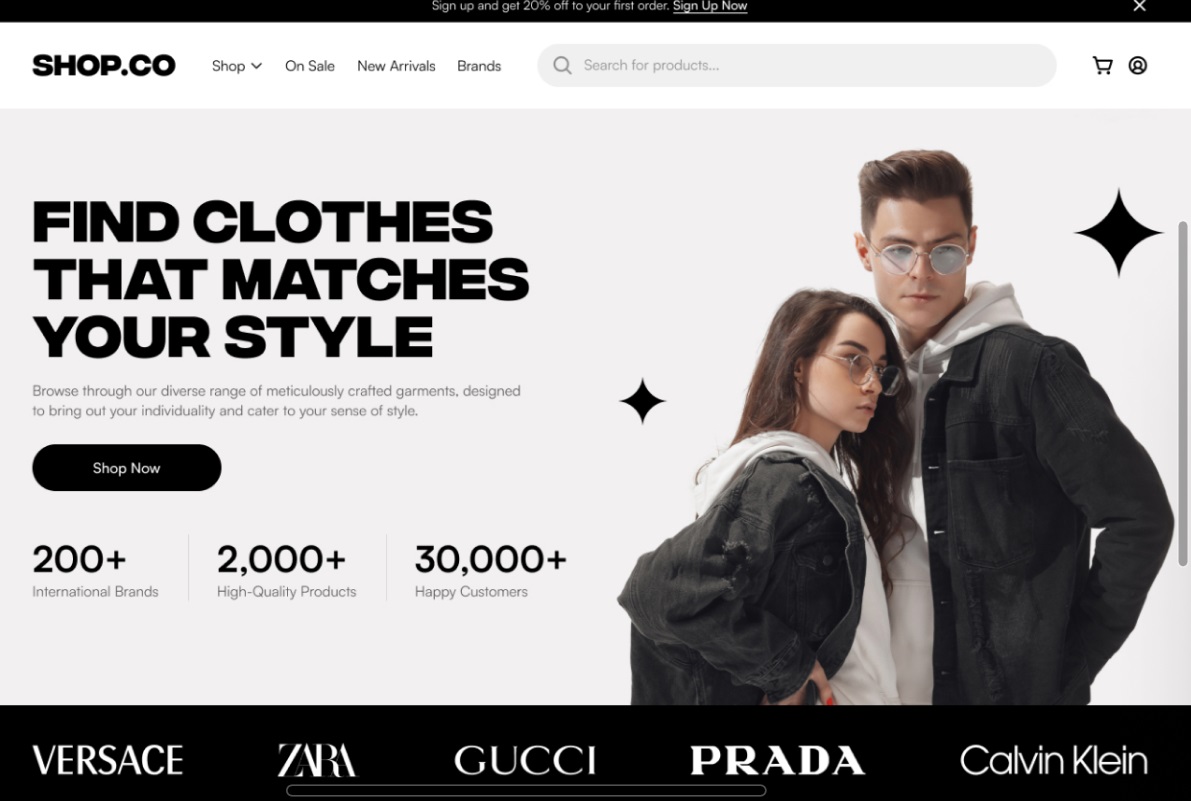 Sign up and get 20% off to your first order. Sign Up Now
SHOP.CO
Shop
On Sale
New Arrivals
Brands
Search for products...
FIND CLOTHES
THAT MATCHES
YOUR STYLE
Browse through our diverse range of meticulously crafted garments, designed
to bring out your individuality and cater to your sense of style.
Shop Now
200+
International Brands
2,000+
High-Quality Products
30,000+
Happy Customers
VERSACE
ZARA
GUCCI
PRADA
Calvin Klein